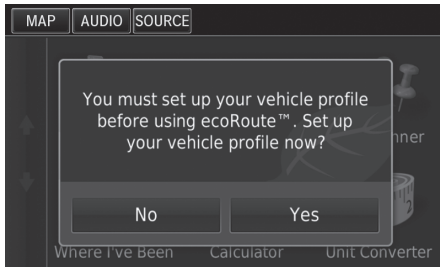 MAP AUDIO SOURCE
You must set up your vehicle profile
before using ecoRoute™. Set up
your vehicle profile now?
nner
No Yes
Where I've Been Calculator Unit Converter